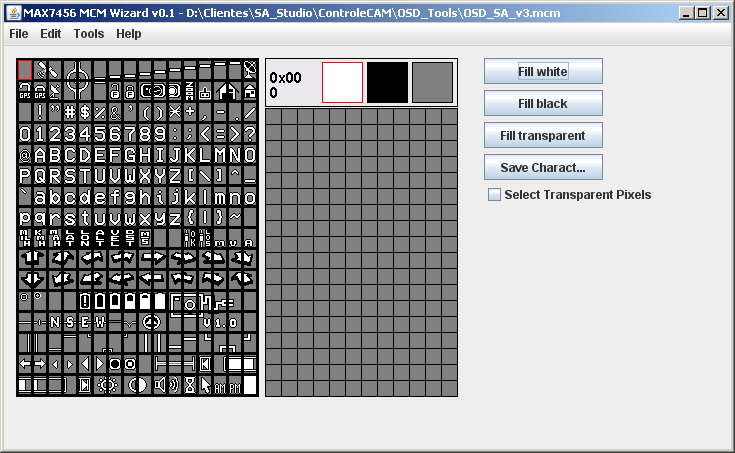 MAX7456 MCM Wizard v0.1 - D:\Clientes\SA_Studio\ControleCAM\OSD_Tools\OSD_SA_v3.mcm
File Edit Tools Help
0x00
0
Fill white
Fill black
Fill transparent
Save Charact...
Select Transparent Pixels
! " # $ % & ' ( ) * + , - . /
0 1 2 3 4 5 6 7 8 9 : ; < = > ?
@ A B C D E F G H I J K L M N O
P Q R S T U V W X Y Z [ \ ] ^ _
` a b c d e f g h i j k l m n o
p q r s t u v w x y z { | } ~
N S E W
V 1.0
AM PM